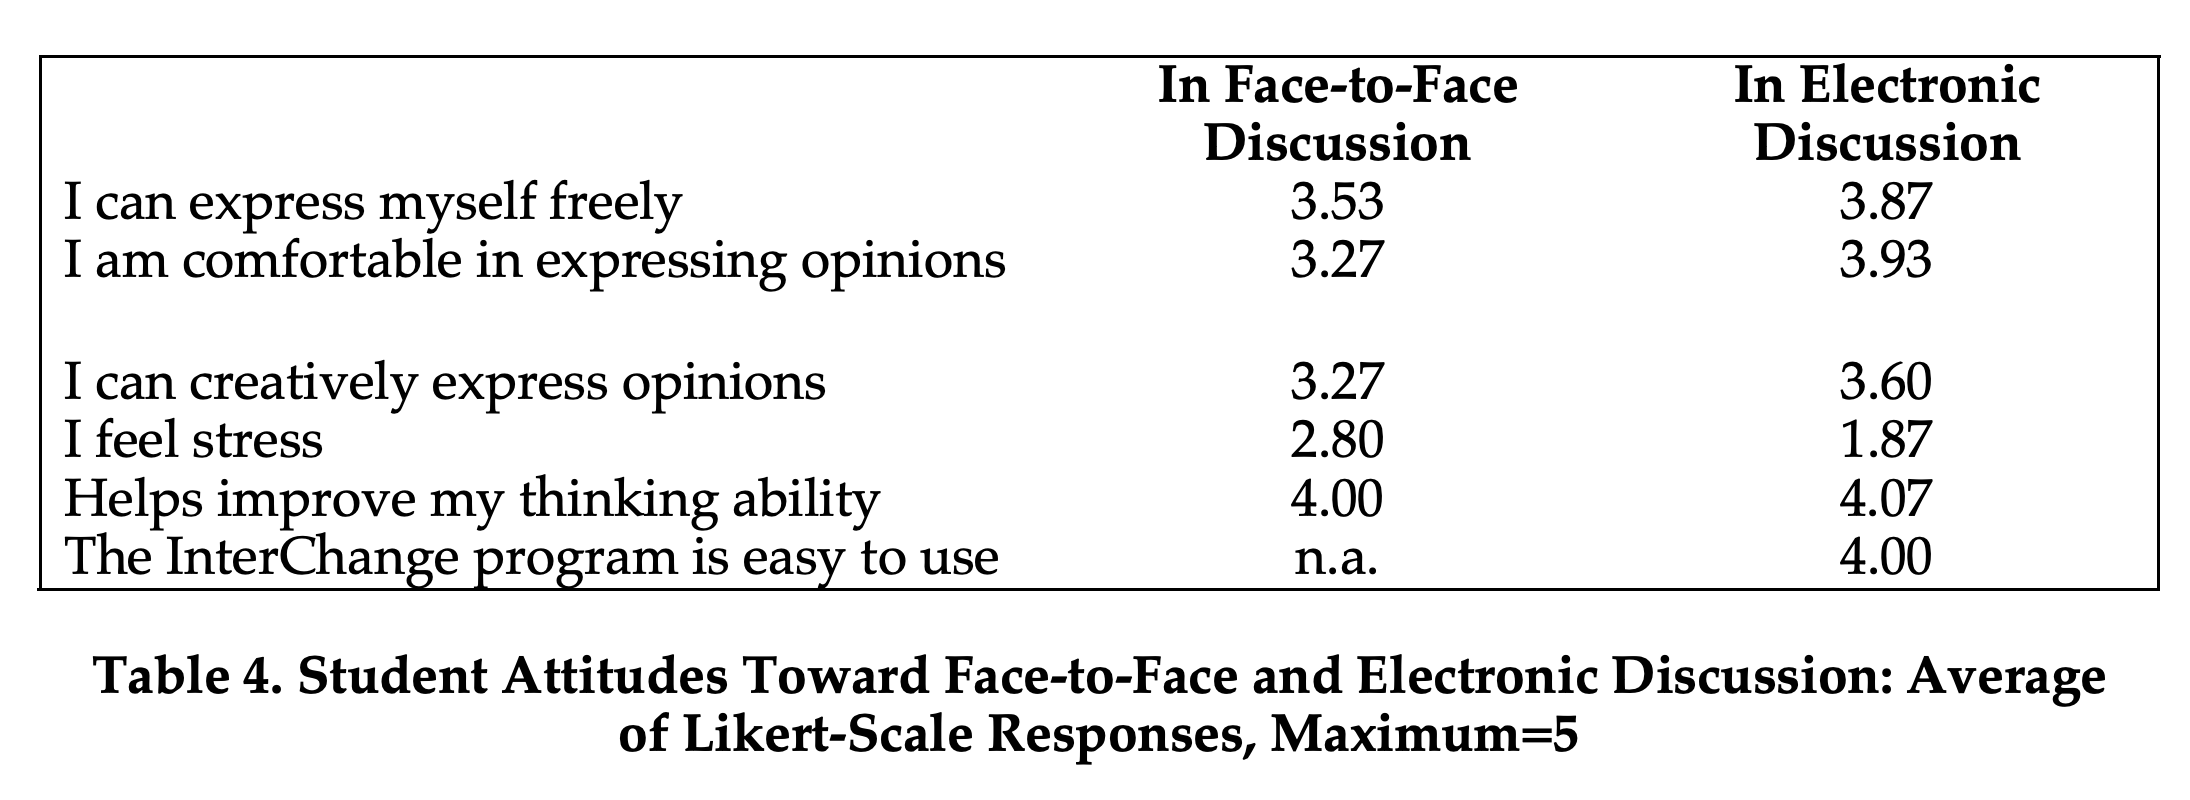 In Face-to-Face Discussion In Electronic Discussion
I can express myself freely 3.53 3.87
I am comfortable in expressing opinions 3.27 3.93
I can creatively express opinions 3.27 3.60
I feel stress 2.80 1.87
Helps improve my thinking ability 4.00 4.07
The InterChange program is easy to use n.a. 4.00
Table 4. Student Attitudes Toward Face-to-Face and Electronic Discussion: Average
of Likert-Scale Responses, Maximum=5